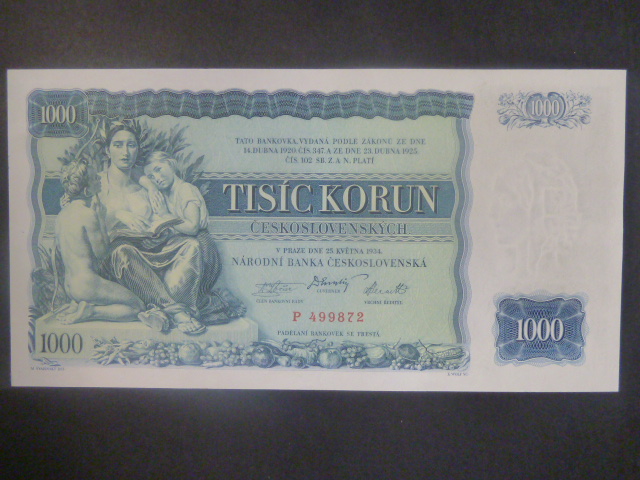 1000
1000
TATO BANKOVKA, VYDANÁ PODLE ZÁKONŮ ZE DNE
14. DUBNA 1920, ČÍS. 347. A ZE DNE 23. DUBNA 1925,
ČÍS. 102 SB. Z. A N. PLATÍ
TISÍC KORUN
ČESKOSLOVENSKÝCH
V PRAZE DNE 25. KVĚTNA 1934.
NÁRODNÍ BANKA ČESKOSLOVENSKÁ
P 499872
PADĚLÁNÍ BANKOVEK SE TRESTÁ
1000
1000